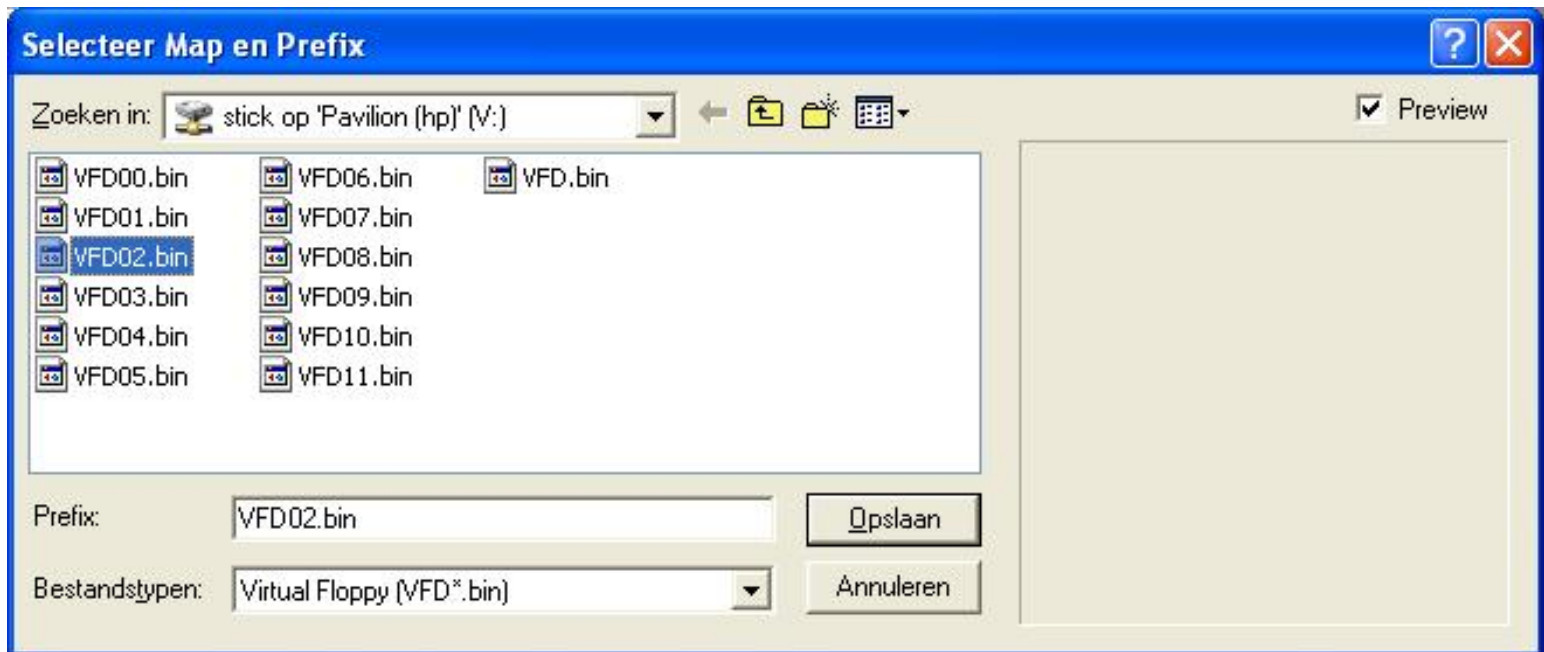 Selecteer Map en Prefix
Zoeken in: stick op 'Pavilion (hp)' (V:) Preview
VFD00.bin VFD06.bin VFD.bin
VFD01.bin VFD07.bin
VFD02.bin VFD08.bin
VFD03.bin VFD09.bin
VFD04.bin VFD10.bin
VFD05.bin VFD11.bin
Prefix: VFD02.bin Opslaan
Bestandstypen: Virtual Floppy (VFD*.bin) Annuleren